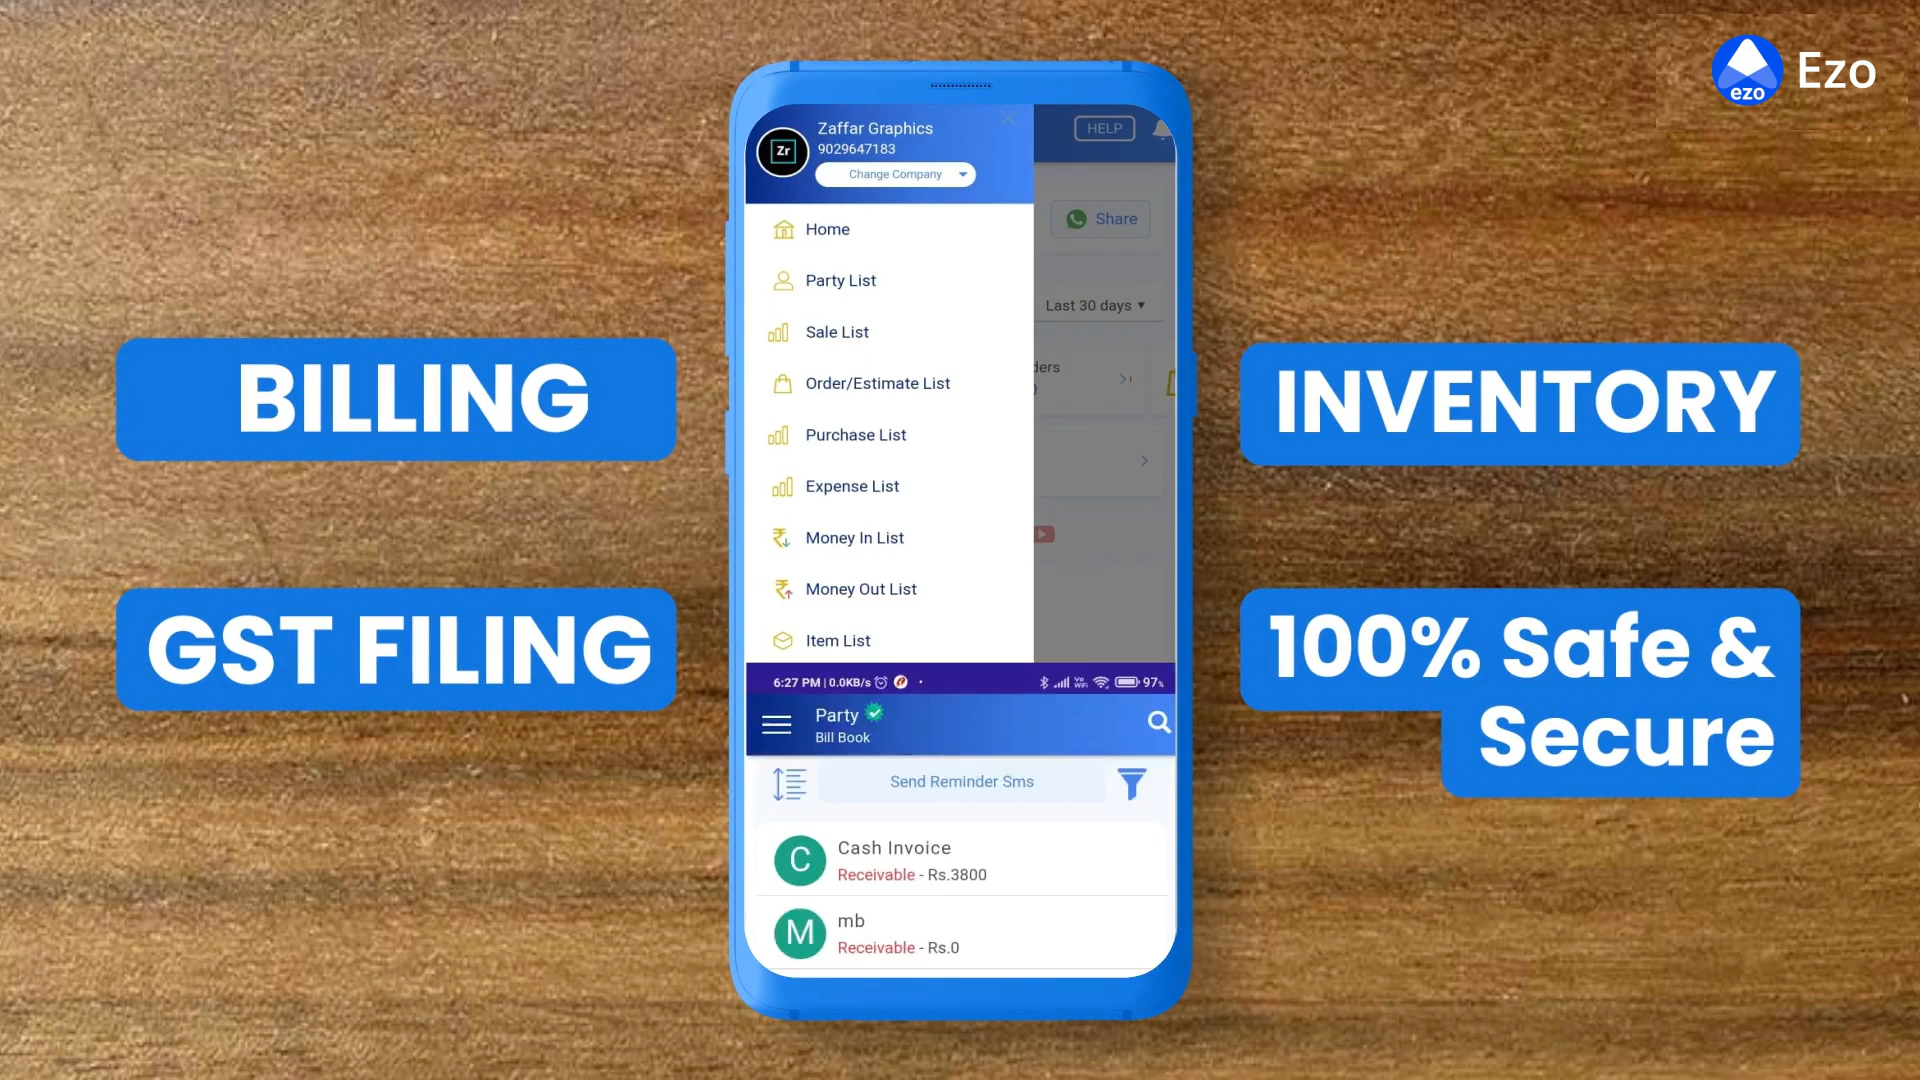 ezo
Ezo
BILLING
GST FILING
Zr
Zaffar Graphics
9029647183
Change Company
HELP
Home
Share
Party List
Sale List
Last 30 days
Order/Estimate List
Purchase List
Expense List
Money In List
Money Out List
Item List
6:27 PM | 0.0KB/s
97%
Party
Bill Book
Send Reminder Sms
C
Cash Invoice
Receivable - Rs.3800
M
mb
Receivable - Rs.0
INVENTORY
100% Safe &
Secure